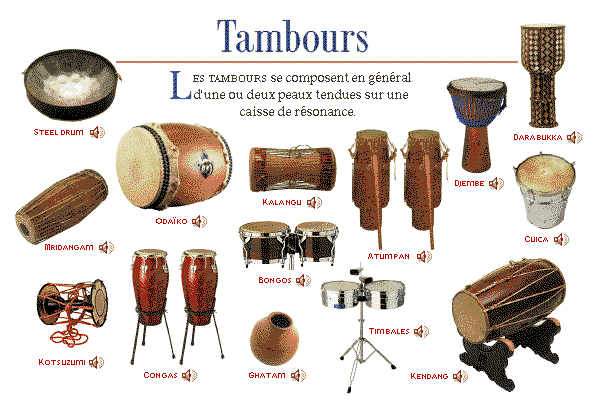 Tambours
LES TAMBOURS se composent en général
d'une ou deux peaux tendues sur une
caisse de résonance.
STEEL DRUM
DARABUKKA
DJEMBE
KALANGU
ODAÏKO
MRIDANGAM
ATUMPAN
CUICA
BONGOS
TIMBALES
KOTSUZUMI
CONGAS
GHATAM
KENDANG